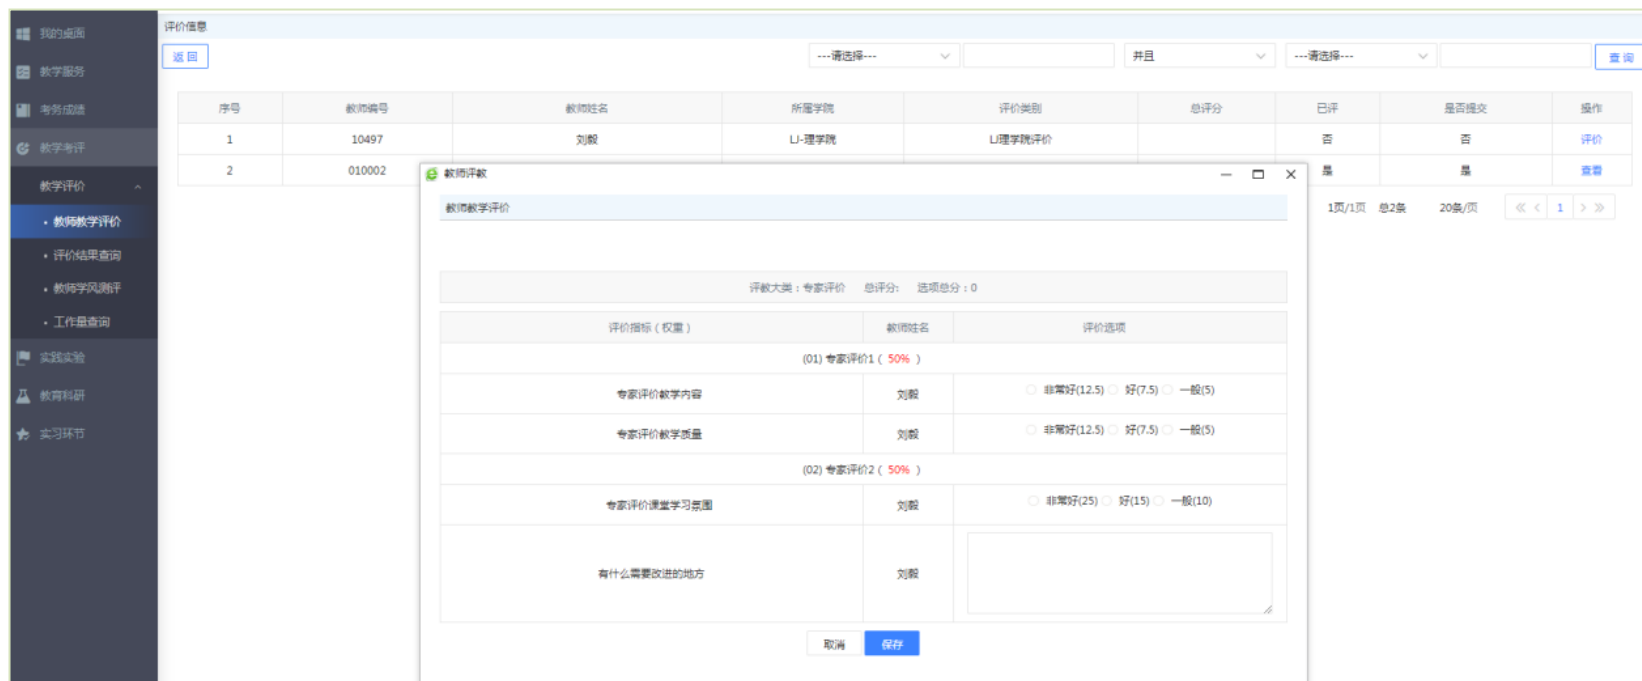 我的桌面
教学服务
考务成绩
教学考评
教学评价
• 教师教学评价
• 评价结果查询
• 教师学风测评
• 工作量查询
实践实验
教育科研
实习环节
评价信息
返回
---请选择--- 并且 ---请选择--- 查询
序号 教师编号 教师姓名 所属学院 评价类别 总评分 已评 是否提交 操作
1 10497 刘毅 LJ-理学院 LJ理学院评价 否 否 评价
2 010002 是 是 查看
1页/1页 总2条 20条/页 « < 1 > »
教师评教
教师教学评价
评教大类：专家评价 总评分: 选项总分：0
评价指标（权重） 教师姓名 评价选项
(01) 专家评价1（ 50% ）
专家评价教学内容 刘毅 非常好(12.5) 好(7.5) 一般(5)
专家评价教学质量 刘毅 非常好(12.5) 好(7.5) 一般(5)
(02) 专家评价2（ 50% ）
专家评价课堂学习氛围 刘毅 非常好(25) 好(15) 一般(10)
有什么需要改进的地方 刘毅
取消 保存